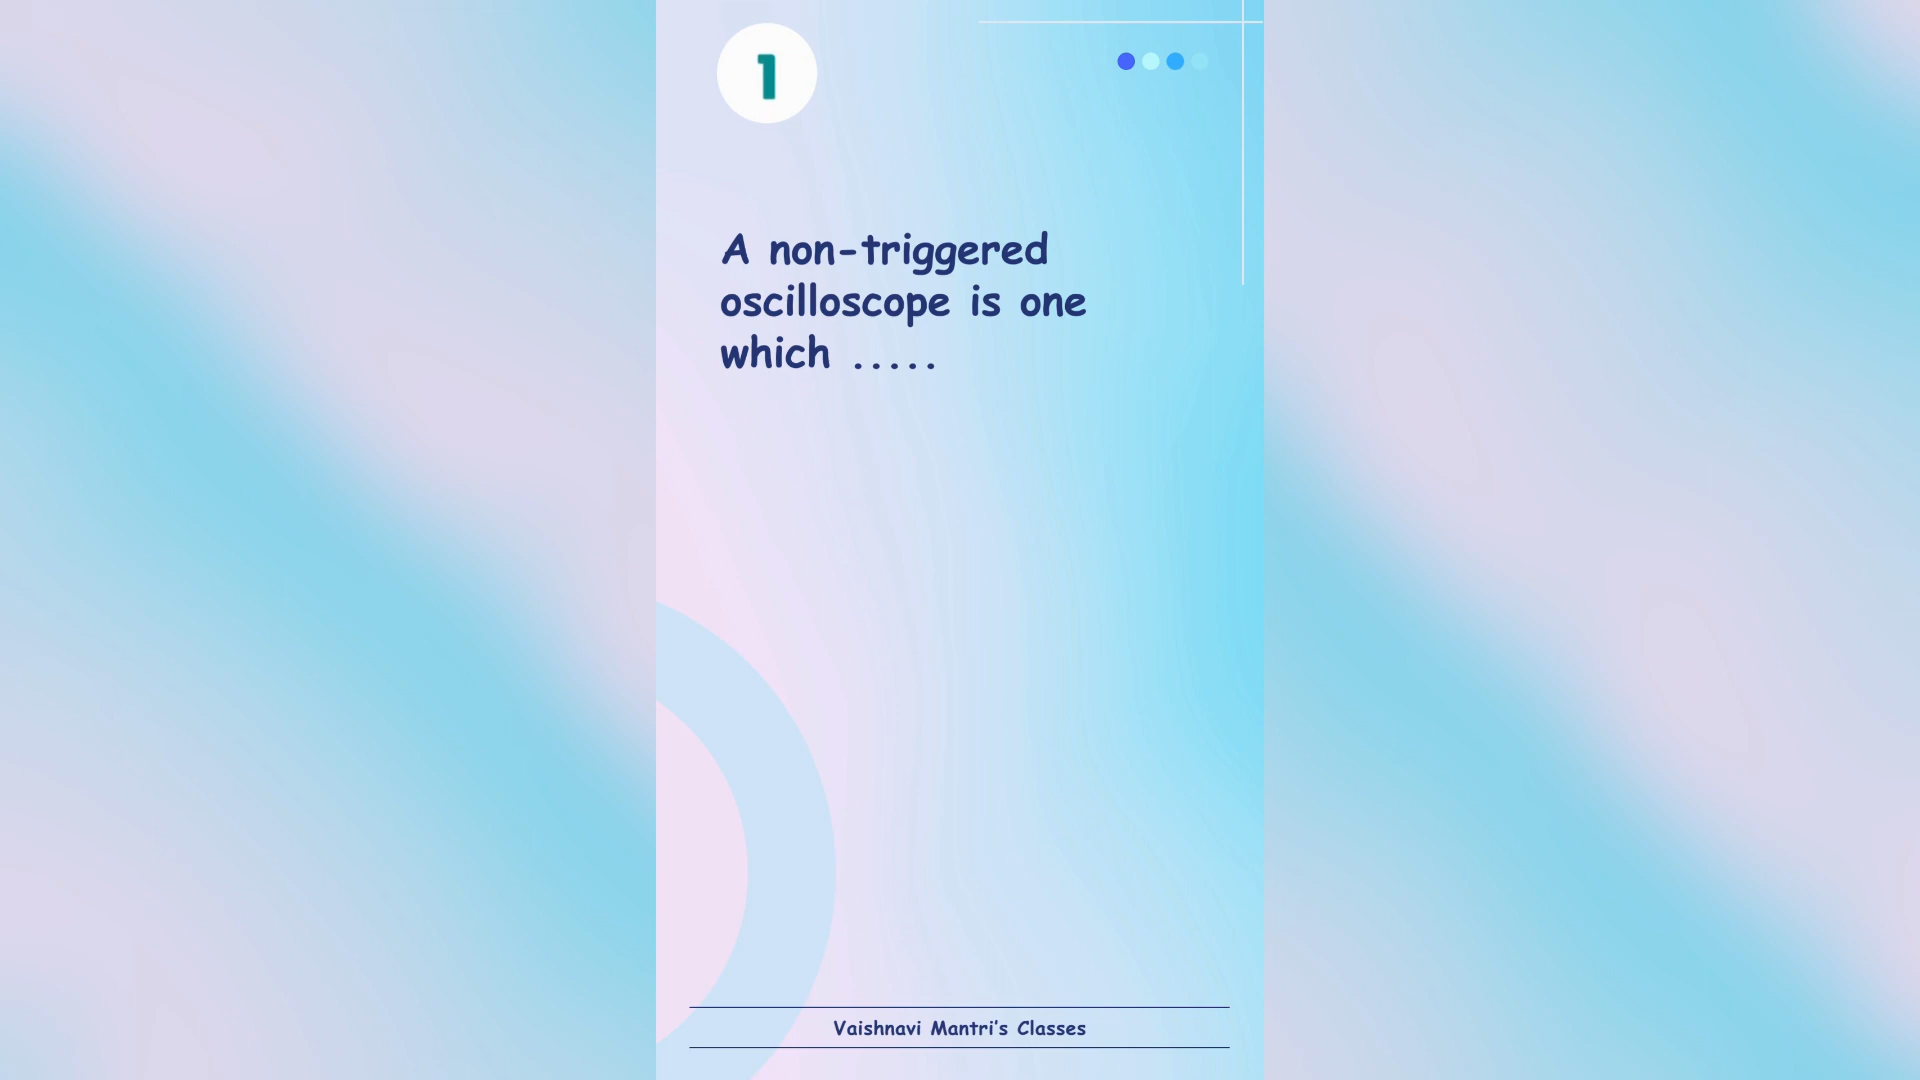 1
A non-triggered
oscilloscope is one
which .....
Vaishnavi Mantri's Classes